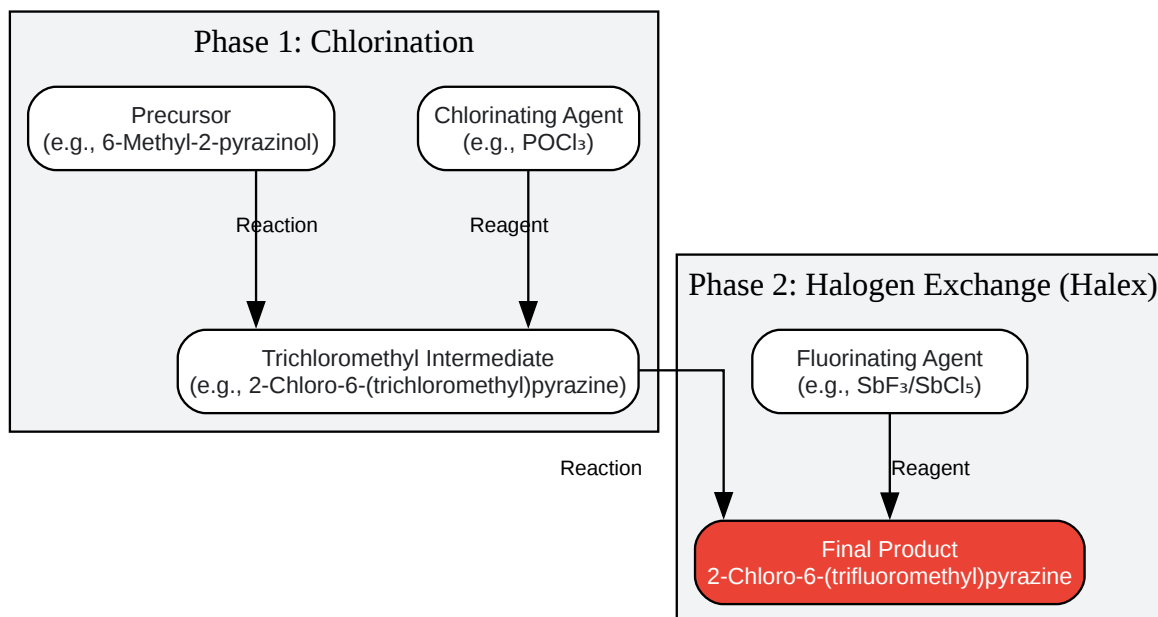 Phase 1: Chlorination
Precursor
(e.g., 6-Methyl-2-pyrazinol)
Chlorinating Agent
(e.g., POCl₃)
Reaction
Reagent
Trichloromethyl Intermediate
(e.g., 2-Chloro-6-(trichloromethyl)pyrazine)
Phase 2: Halogen Exchange (Halex)
Fluorinating Agent
(e.g., SbF₃/SbCl₅)
Reaction
Reagent
Final Product
2-Chloro-6-(trifluoromethyl)pyrazine